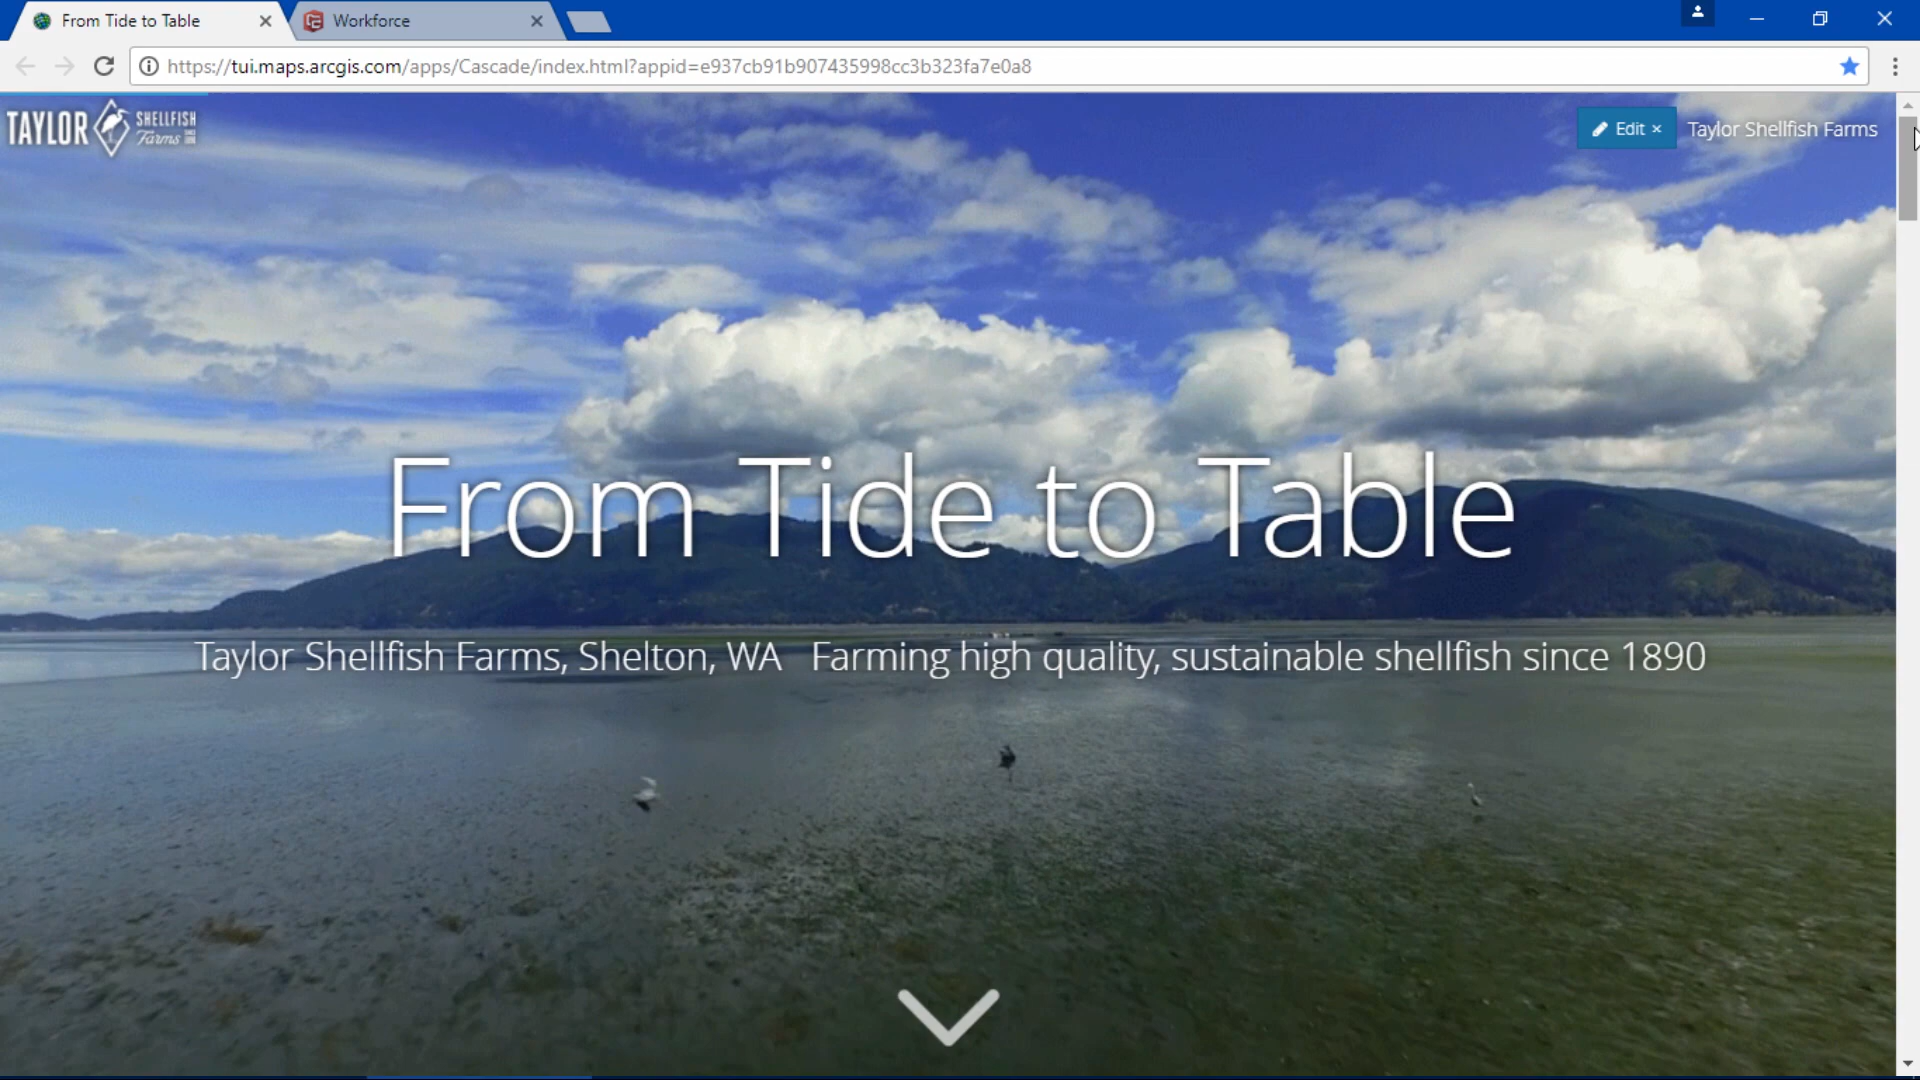 From Tide to Table
Workforce
https://tui.maps.arcgis.com/apps/Cascade/index.html?appid=e937cb91b907435998cc3b323fa7e0a8
TAYLOR SHELLFISH Farms
Edit × Taylor Shellfish Farms
From Tide to Table
Taylor Shellfish Farms, Shelton, WA Farming high quality, sustainable shellfish since 1890